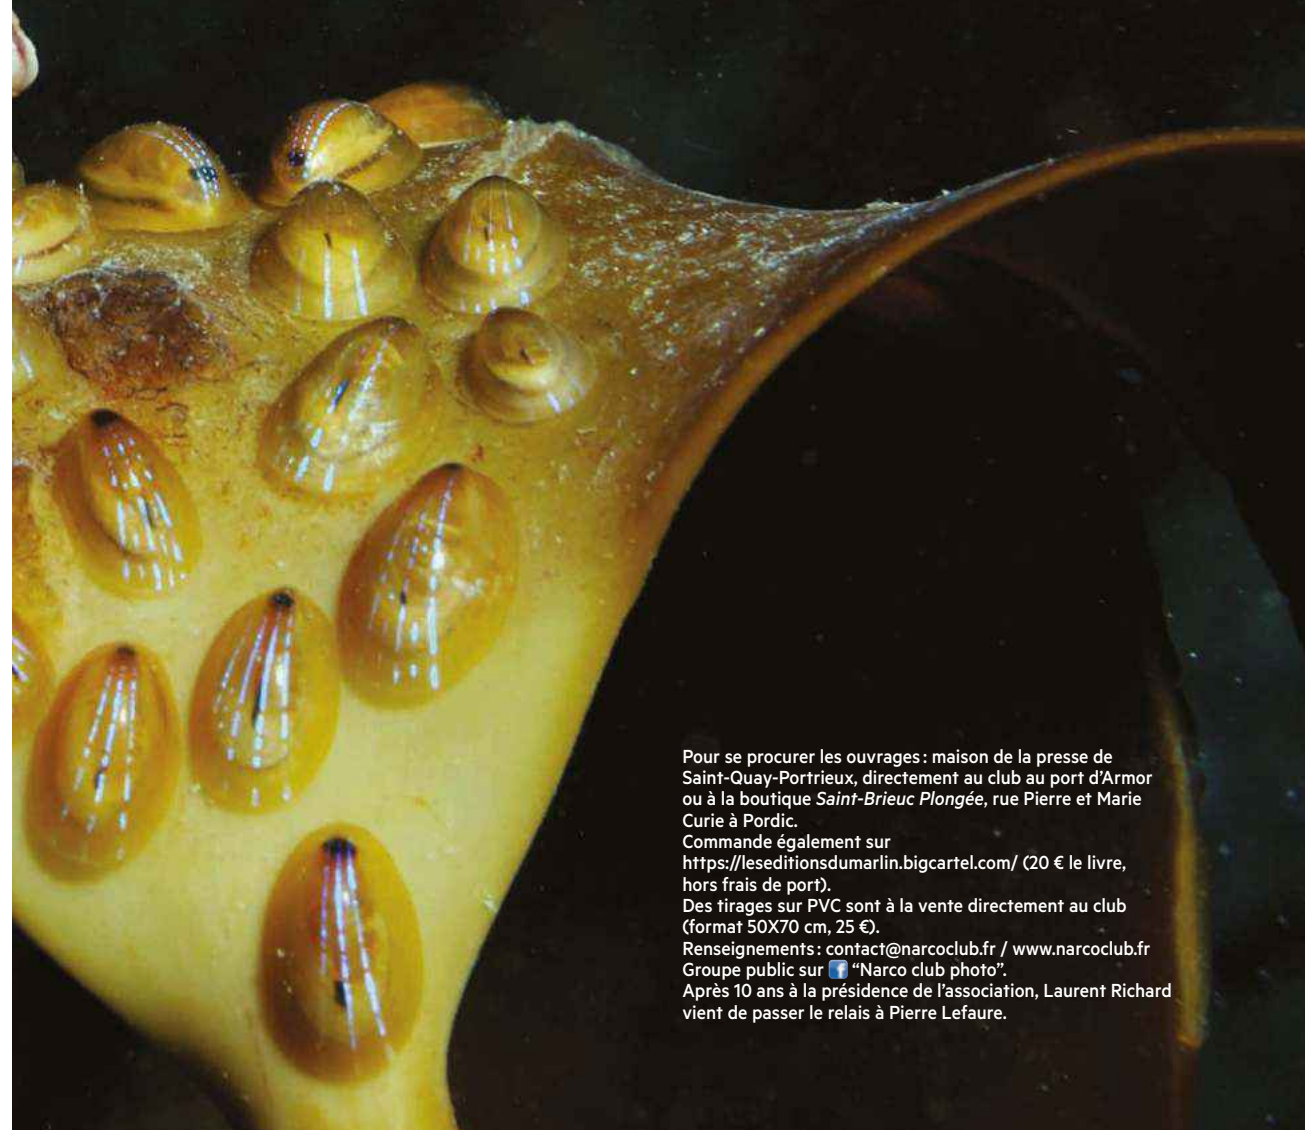 Pour se procurer les ouvrages : maison de la presse de
Saint-Quay-Portrieux, directement au club au port d’Armor
ou à la boutique Saint-Brieuc Plongée, rue Pierre et Marie
Curie à Pordic.
Commande également sur
https://leseditionsdumarlin.bigcartel.com/ (20 € le livre,
hors frais de port).
Des tirages sur PVC sont à la vente directement au club
(format 50X70 cm, 25 €).
Renseignements : contact@narcoclub.fr / www.narcoclub.fr
Groupe public sur f “Narco club photo”.
Après 10 ans à la présidence de l’association, Laurent Richard
vient de passer le relais à Pierre Lefaure.